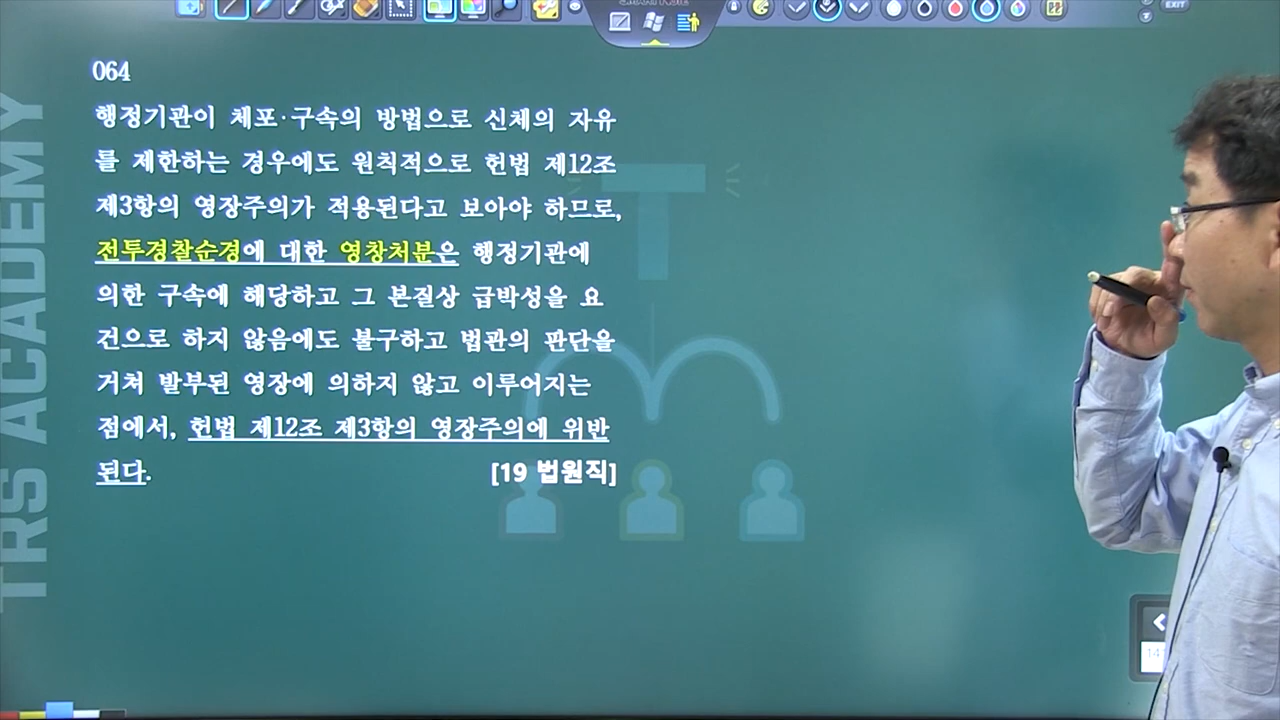 064
행정기관이 체포·구속의 방법으로 신체의 자유
를 제한하는 경우에도 원칙적으로 헌법 제12조
제3항의 영장주의가 적용된다고 보아야 하므로,
전투경찰순경에 대한 영창처분은 행정기관에
의한 구속에 해당하고 그 본질상 급박성을 요
건으로 하지 않음에도 불구하고 법관의 판단을
거쳐 발부된 영장에 의하지 않고 이루어지는
점에서, 헌법 제12조 제3항의 영장주의에 위반
된다. [19 법원직]
TRS ACADEMY
EXIT